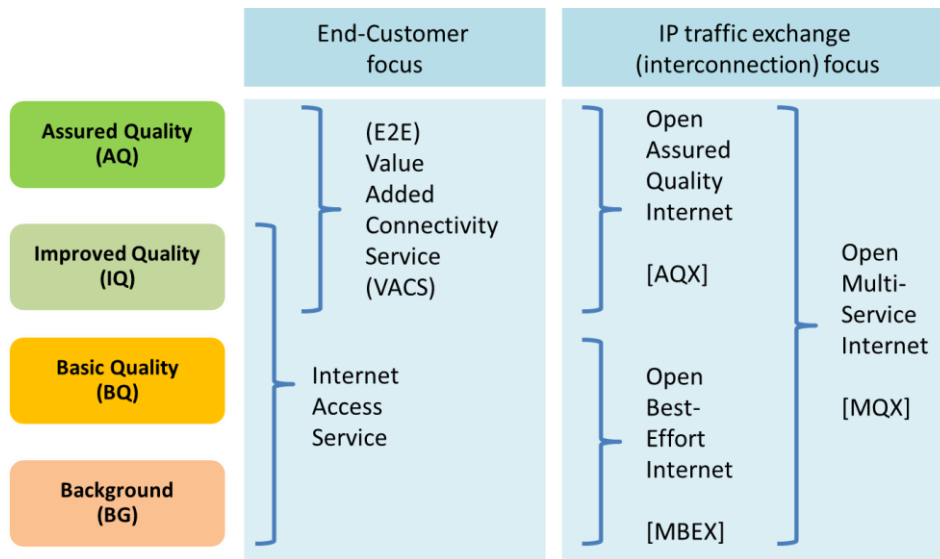 End-Customer
focus
IP traffic exchange
(interconnection) focus
Assured Quality
(AQ)
Improved Quality
(IQ)
Basic Quality
(BQ)
Background
(BG)
(E2E)
Value
Added
Connectivity
Service
(VACS)
Internet
Access
Service
Open
Assured
Quality
Internet
[AQX]
Open
Best-
Effort
Internet
[MBEX]
Open
Multi-
Service
Internet
[MQX]